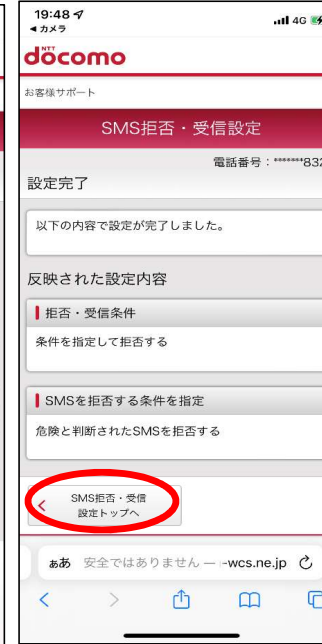 19:48
4G
◀ カメラ
NTT
döcomo
お客様サポート
SMS拒否・受信設定
電話番号：*******832
設定完了
以下の内容で設定が完了しました。
反映された設定内容
拒否・受信条件
条件を指定して拒否する
SMSを拒否する条件を指定
危険と判断されたSMSを拒否する
SMS拒否・受信
設定トップへ
ああ 安全ではありません — -wcs.ne.jp